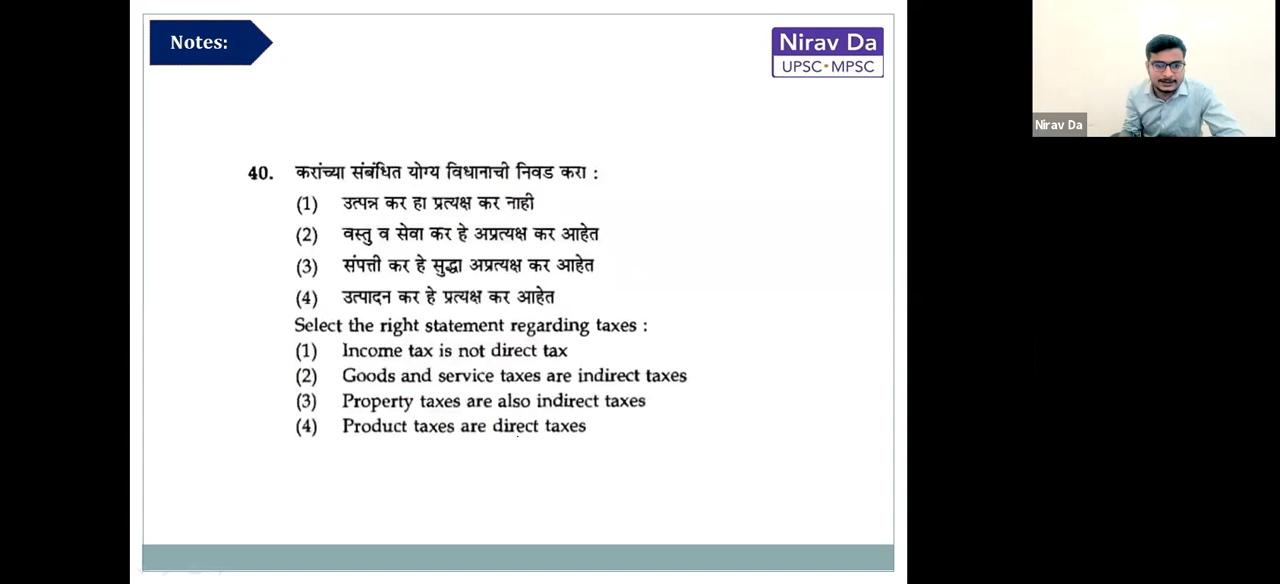 Notes:
Nirav Da
UPSC•MPSC
Nirav Da
40. करांच्या संबंधित योग्य विधानाची निवड करा :
(1) उत्पन्न कर हा प्रत्यक्ष कर नाही
(2) वस्तु व सेवा कर हे अप्रत्यक्ष कर आहेत
(3) संपत्ती कर हे सुद्धा अप्रत्यक्ष कर आहेत
(4) उत्पादन कर हे प्रत्यक्ष कर आहेत
Select the right statement regarding taxes :
(1) Income tax is not direct tax
(2) Goods and service taxes are indirect taxes
(3) Property taxes are also indirect taxes
(4) Product taxes are direct taxes